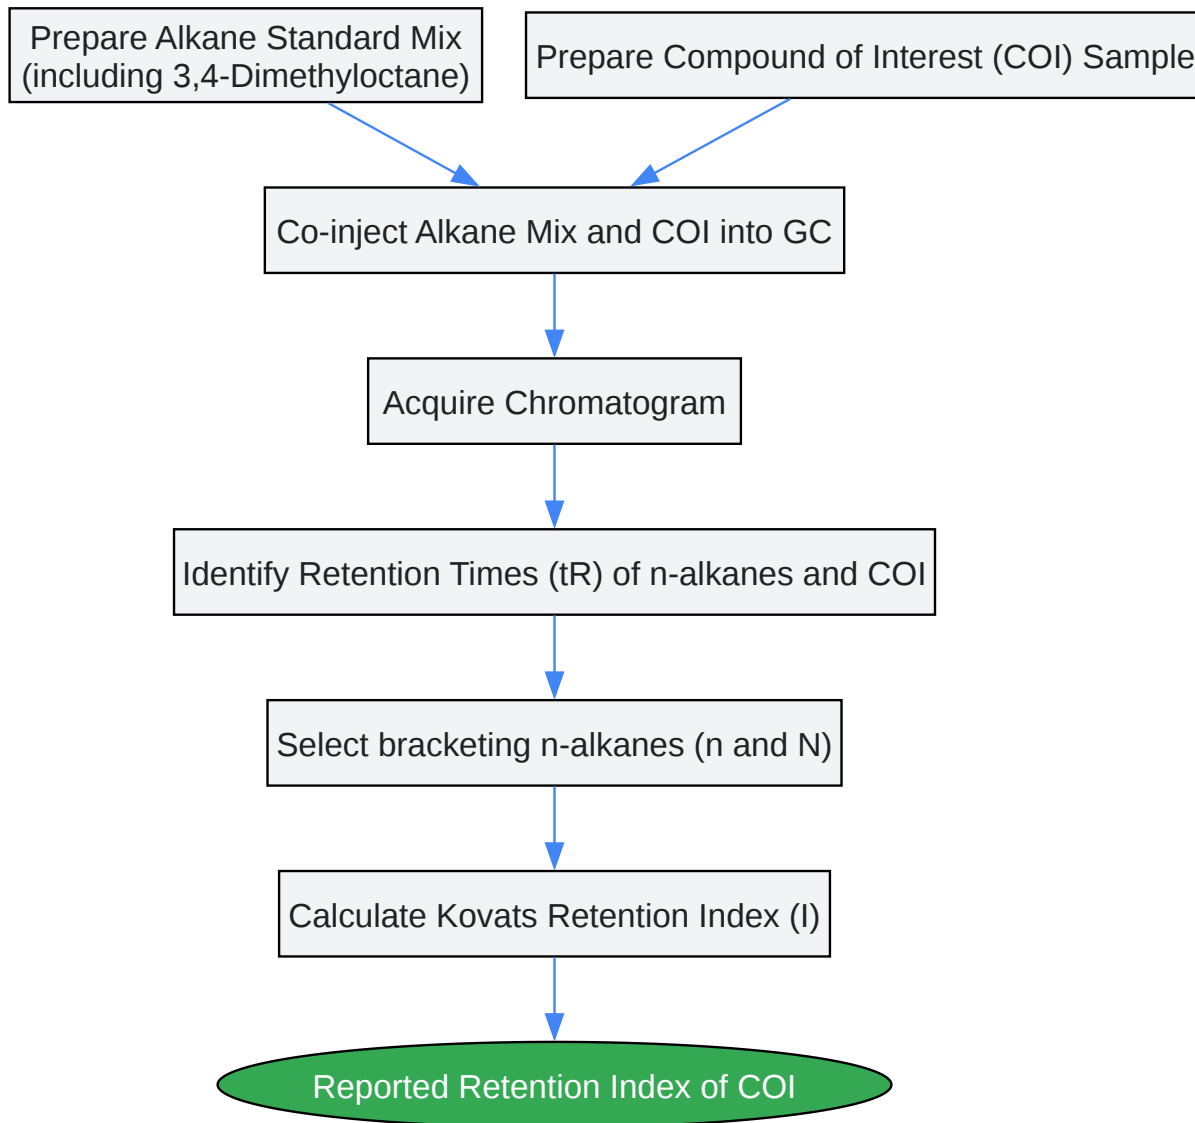 Prepare Alkane Standard Mix
(including 3,4-Dimethyloctane)
Prepare Compound of Interest (COI) Sample
Co-inject Alkane Mix and COI into GC
Acquire Chromatogram
Identify Retention Times (tR) of n-alkanes and COI
Select bracketing n-alkanes (n and N)
Calculate Kovats Retention Index (I)
Reported Retention Index of COI